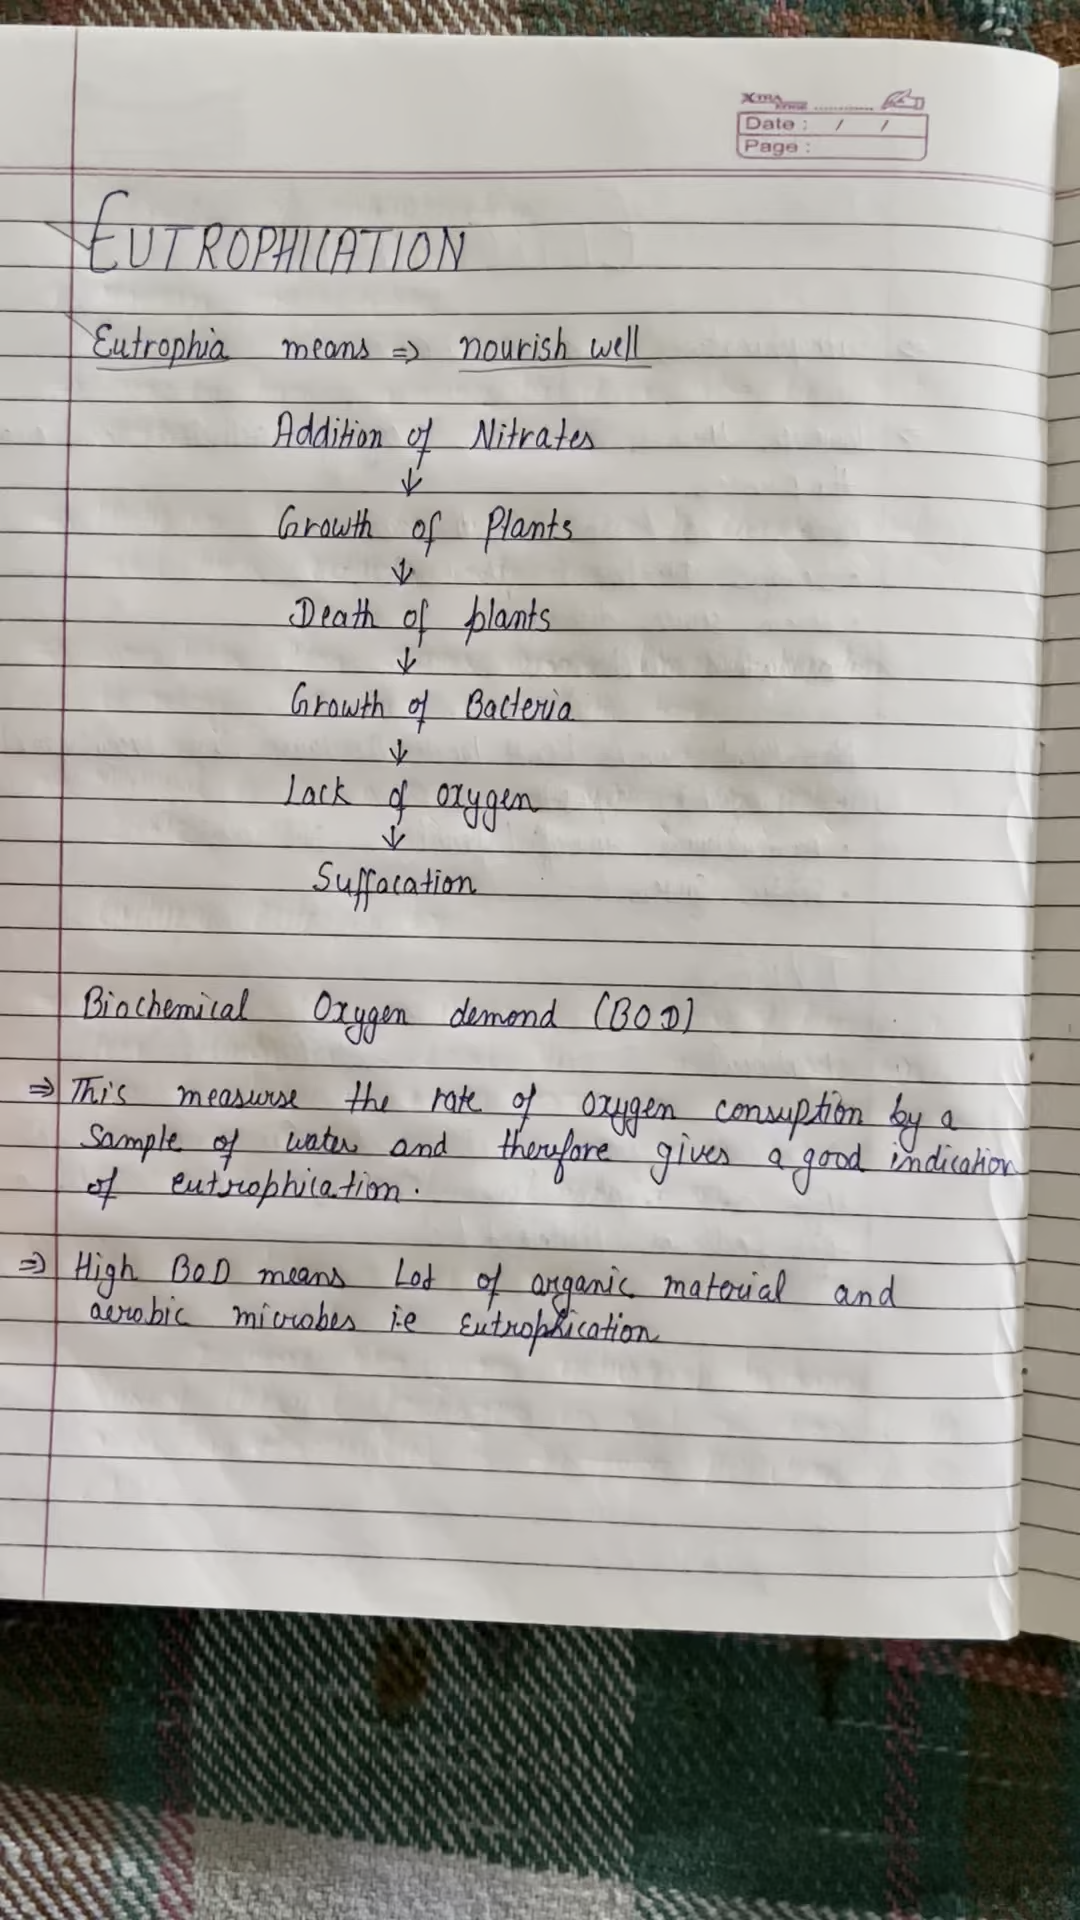 Date : / /
Page :
EUTROPHICATION
Eutrophia means ⇒ nourish well
Addition of Nitrates
↓
Growth of Plants
↓
Death of plants
↓
Growth of Bacteria
↓
Lack of oxygen
↓
Suffocation
Biochemical Oxygen demond (BOD)
⇒ This measurse the rate of oxygen consuption by a
Sample of water and therefore gives a good indication
of eutrophication.
⇒ High BOD means Lot of organic material and
aerobic microbes i.e Eutrophication